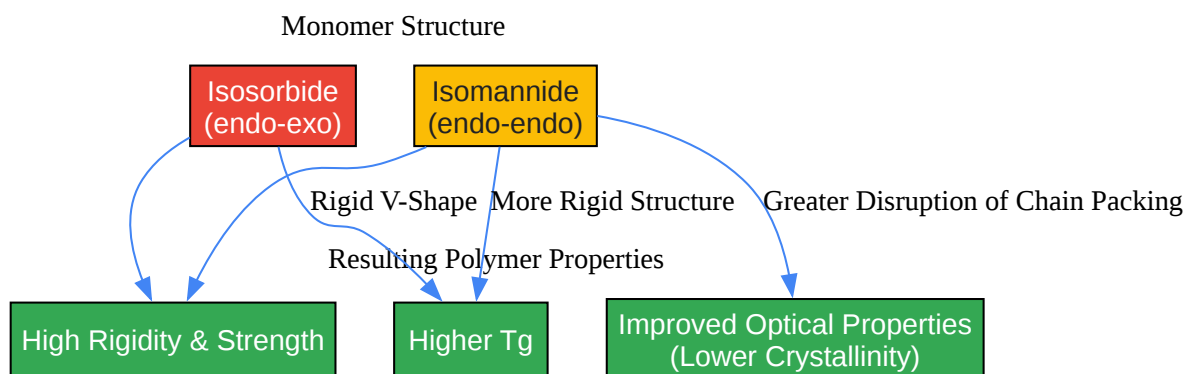 Monomer Structure
Isosorbide
(endo-exo)
Isomannide
(endo-endo)
Rigid V-Shape
More Rigid Structure
Greater Disruption of Chain Packing
Resulting Polymer Properties
High Rigidity & Strength
Higher Tg
Improved Optical Properties
(Lower Crystallinity)